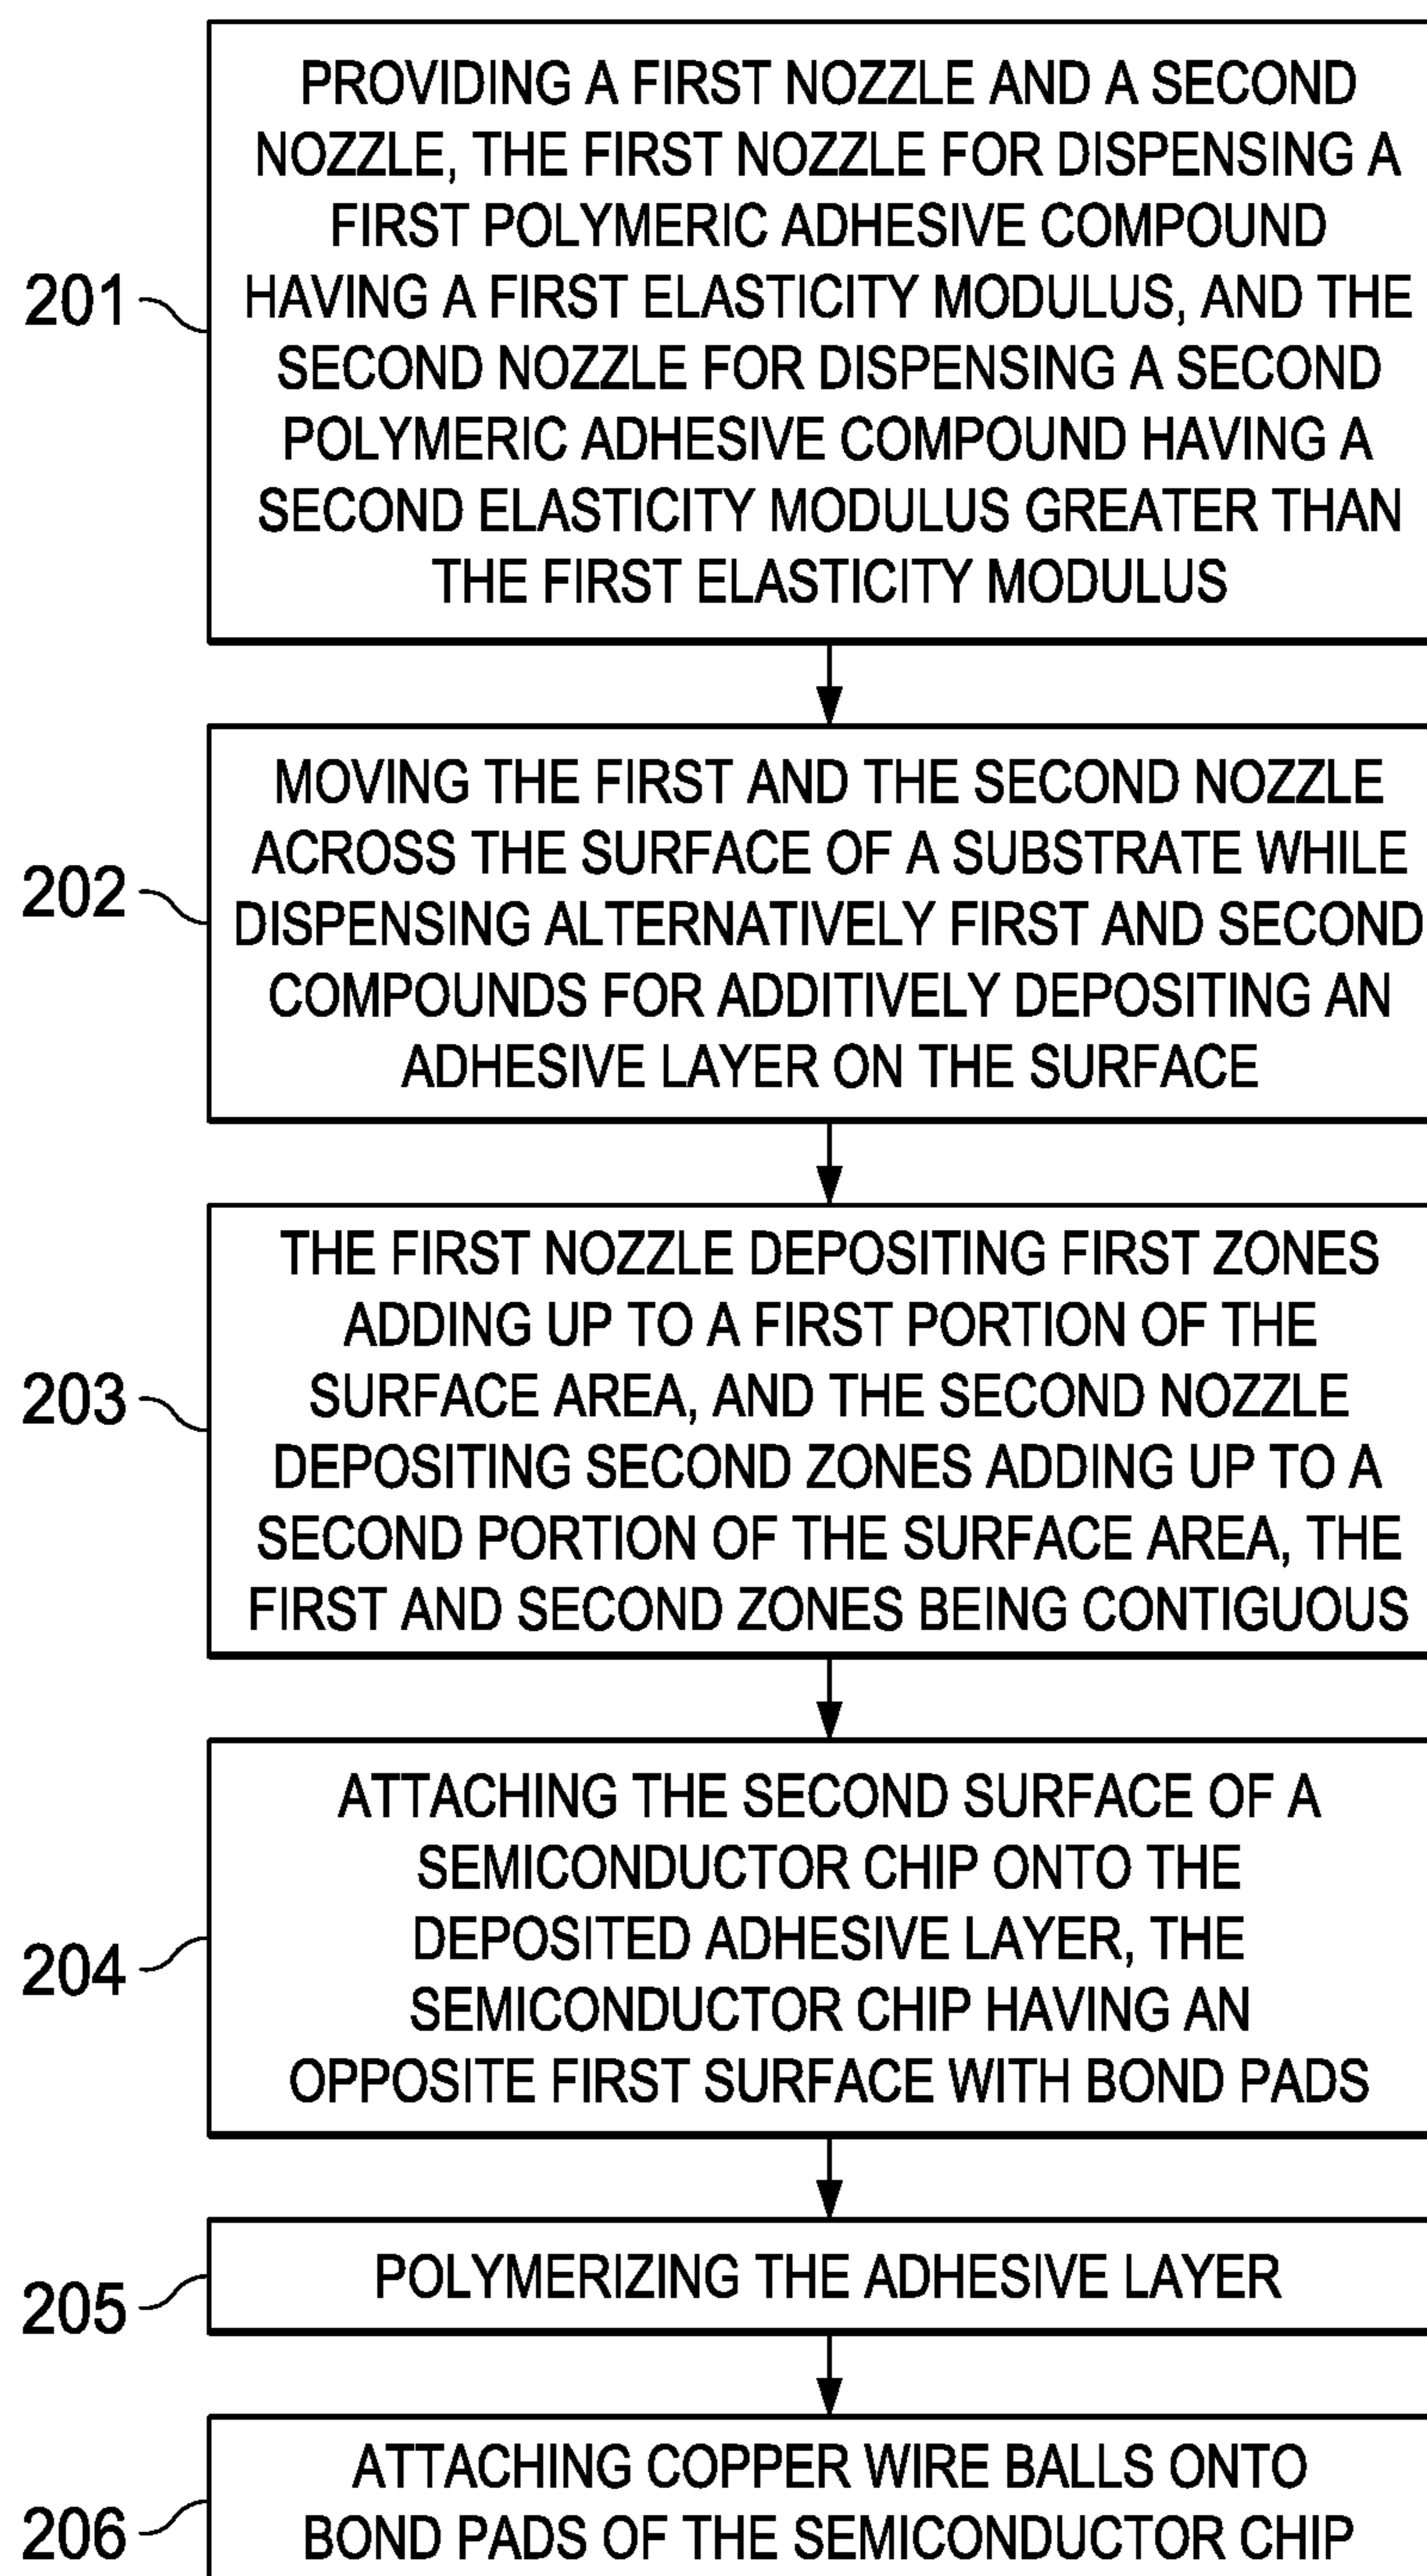 PROVIDING A FIRST NOZZLE AND A SECOND
NOZZLE, THE FIRST NOZZLE FOR DISPENSING A
FIRST POLYMERIC ADHESIVE COMPOUND
201
HAVING A FIRST ELASTICITY MODULUS, AND THE
SECOND NOZZLE FOR DISPENSING A SECOND
POLYMERIC ADHESIVE COMPOUND HAVING A
SECOND ELASTICITY MODULUS GREATER THAN
THE FIRST ELASTICITY MODULUS
MOVING THE FIRST AND THE SECOND NOZZLE
ACROSS THE SURFACE OF A SUBSTRATE WHILE
202
DISPENSING ALTERNATIVELY FIRST AND SECOND
COMPOUNDS FOR ADDITIVELY DEPOSITING AN
ADHESIVE LAYER ON THE SURFACE
THE FIRST NOZZLE DEPOSITING FIRST ZONES
ADDING UP TO A FIRST PORTION OF THE
203
SURFACE AREA, AND THE SECOND NOZZLE
DEPOSITING SECOND ZONES ADDING UP TO A
SECOND PORTION OF THE SURFACE AREA, THE
FIRST AND SECOND ZONES BEING CONTIGUOUS
ATTACHING THE SECOND SURFACE OF A
SEMICONDUCTOR CHIP ONTO THE
204
DEPOSITED ADHESIVE LAYER, THE
SEMICONDUCTOR CHIP HAVING AN
OPPOSITE FIRST SURFACE WITH BOND PADS
205
POLYMERIZING THE ADHESIVE LAYER
206
ATTACHING COPPER WIRE BALLS ONTO
BOND PADS OF THE SEMICONDUCTOR CHIP